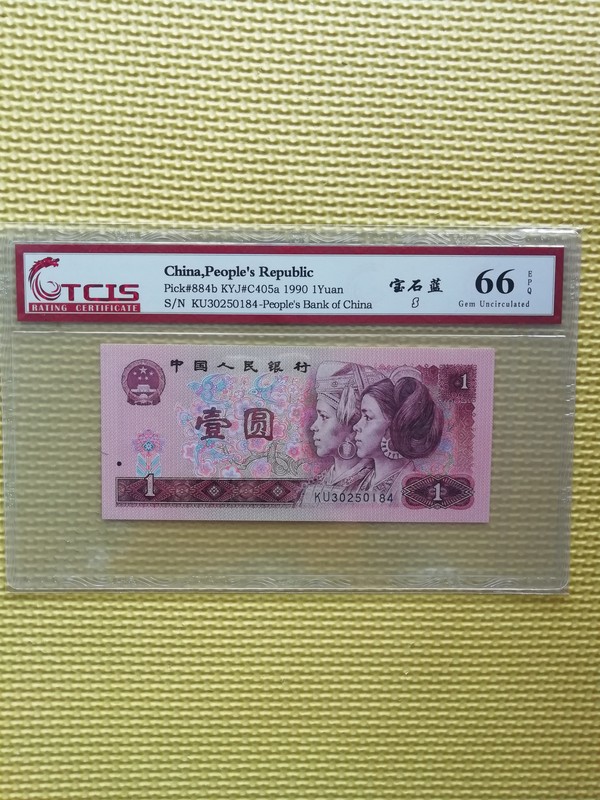 TCIS
RATING CERTIFICATE
China,People's Republic
Pick#884b KYJ#C405a 1990 1Yuan
S/N KU30250184-People's Bank of China
宝石蓝
66
EPQ
Gem Uncirculated
中国人民银行
1
壹圆
1
KU30250184
1